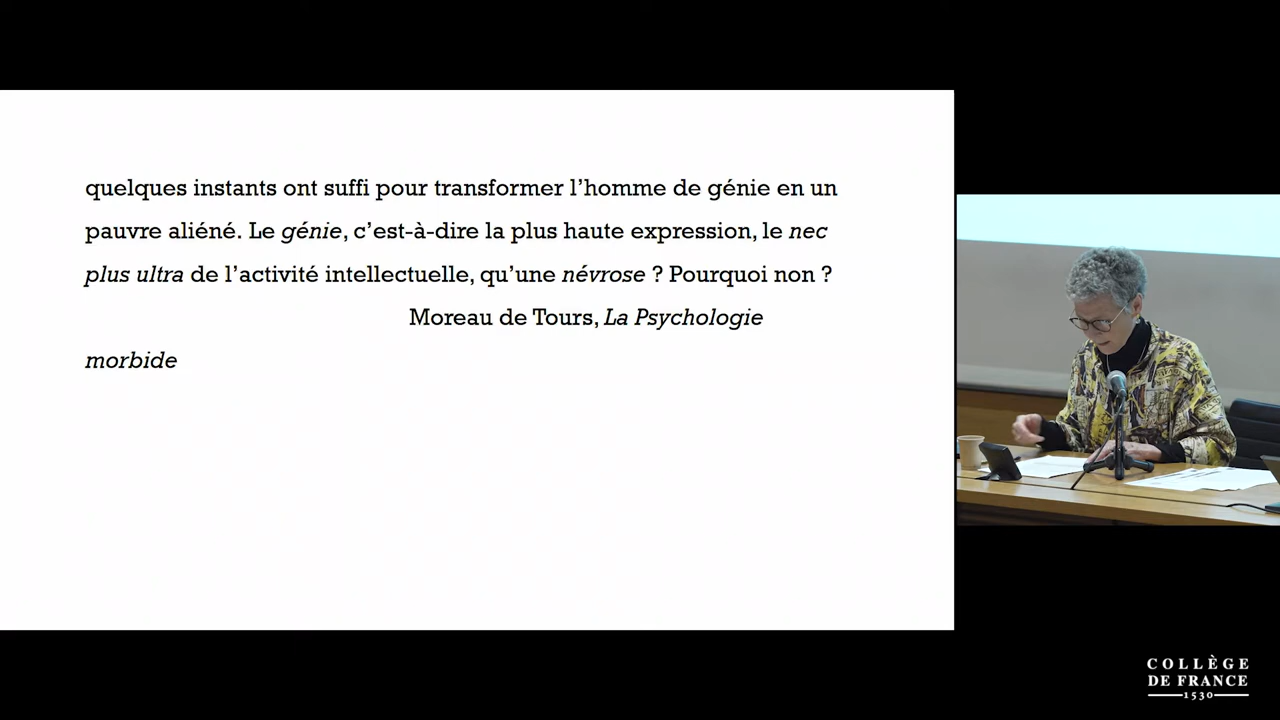 quelques instants ont suffi pour transformer l’homme de génie en un
pauvre aliéné. Le génie, c’est-à-dire la plus haute expression, le nec
plus ultra de l’activité intellectuelle, qu’une névrose ? Pourquoi non ?
Moreau de Tours, La Psychologie
morbide
COLLÈGE
DE FRANCE
1530